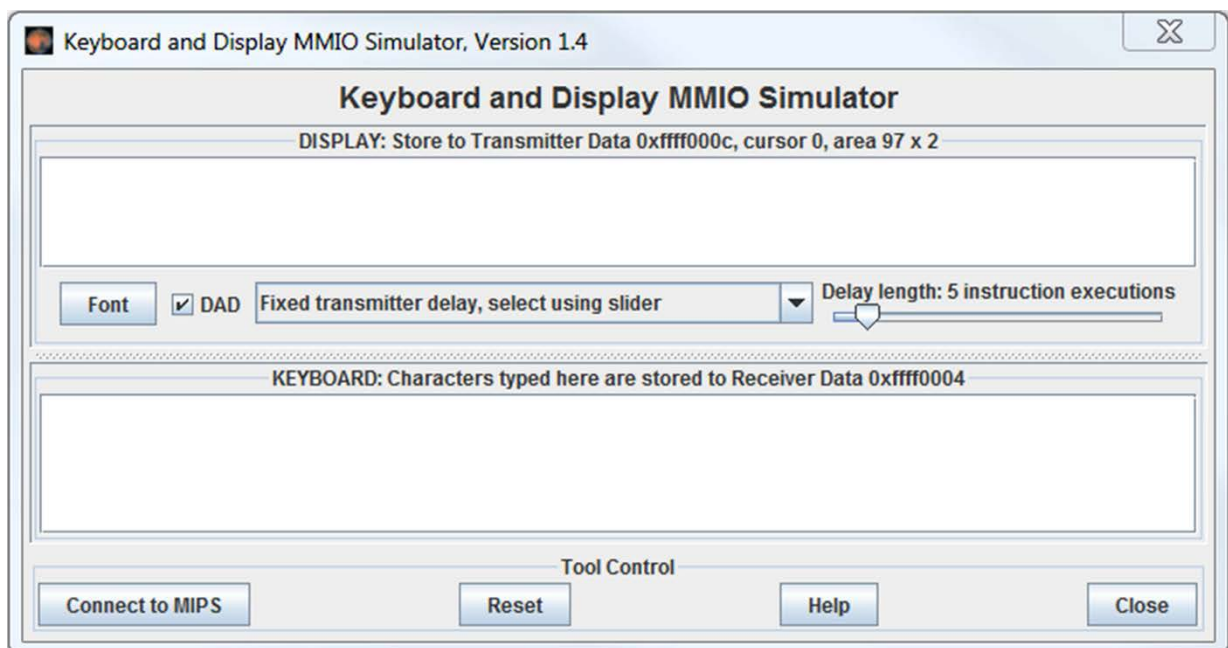 Keyboard and Display MMIO Simulator, Version 1.4
Keyboard and Display MMIO Simulator
DISPLAY: Store to Transmitter Data 0xffff000c, cursor 0, area 97 x 2
Font DAD Fixed transmitter delay, select using slider Delay length: 5 instruction executions
KEYBOARD: Characters typed here are stored to Receiver Data 0xffff0004
Tool Control
Connect to MIPS Reset Help Close